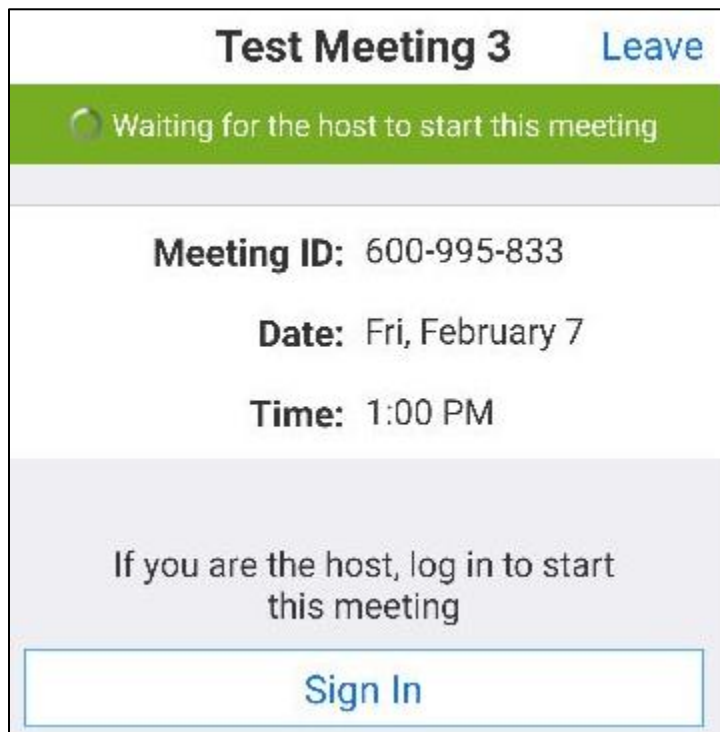 Test Meeting 3 Leave
Waiting for the host to start this meeting
Meeting ID: 600-995-833
Date: Fri, February 7
Time: 1:00 PM
If you are the host, log in to start
this meeting
Sign In